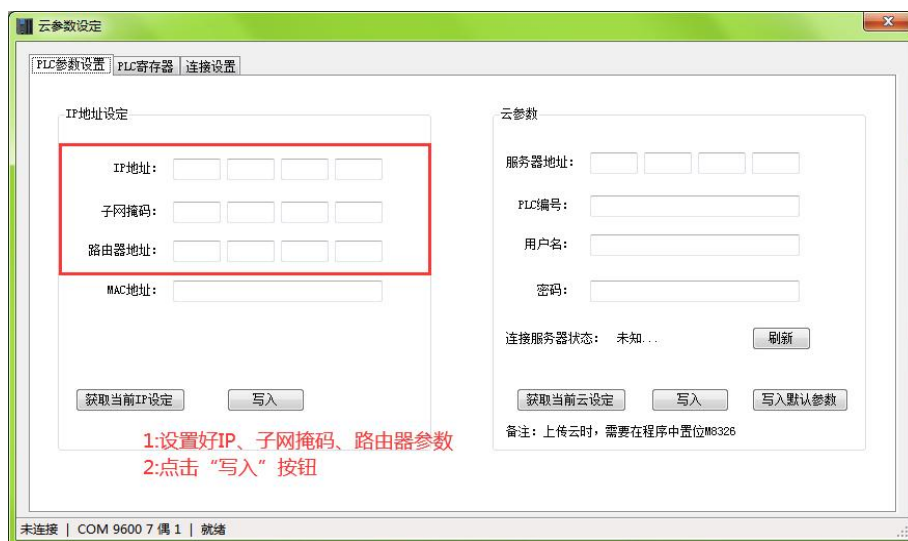 云参数设定
PLC参数设置 PLC寄存器 连接设置
IP地址设定
IP地址:
子网掩码:
路由器地址:
MAC地址:
获取当前IP设定 写入
1:设置好IP、子网掩码、路由器参数
2:点击“写入”按钮
云参数
服务器地址:
PLC编号:
用户名:
密码:
连接服务器状态: 未知... 刷新
获取当前云设定 写入 写入默认参数
备注: 上传云时, 需要在程序中置位M8326
未连接 | COM 9600 7 偶 1 | 就绪